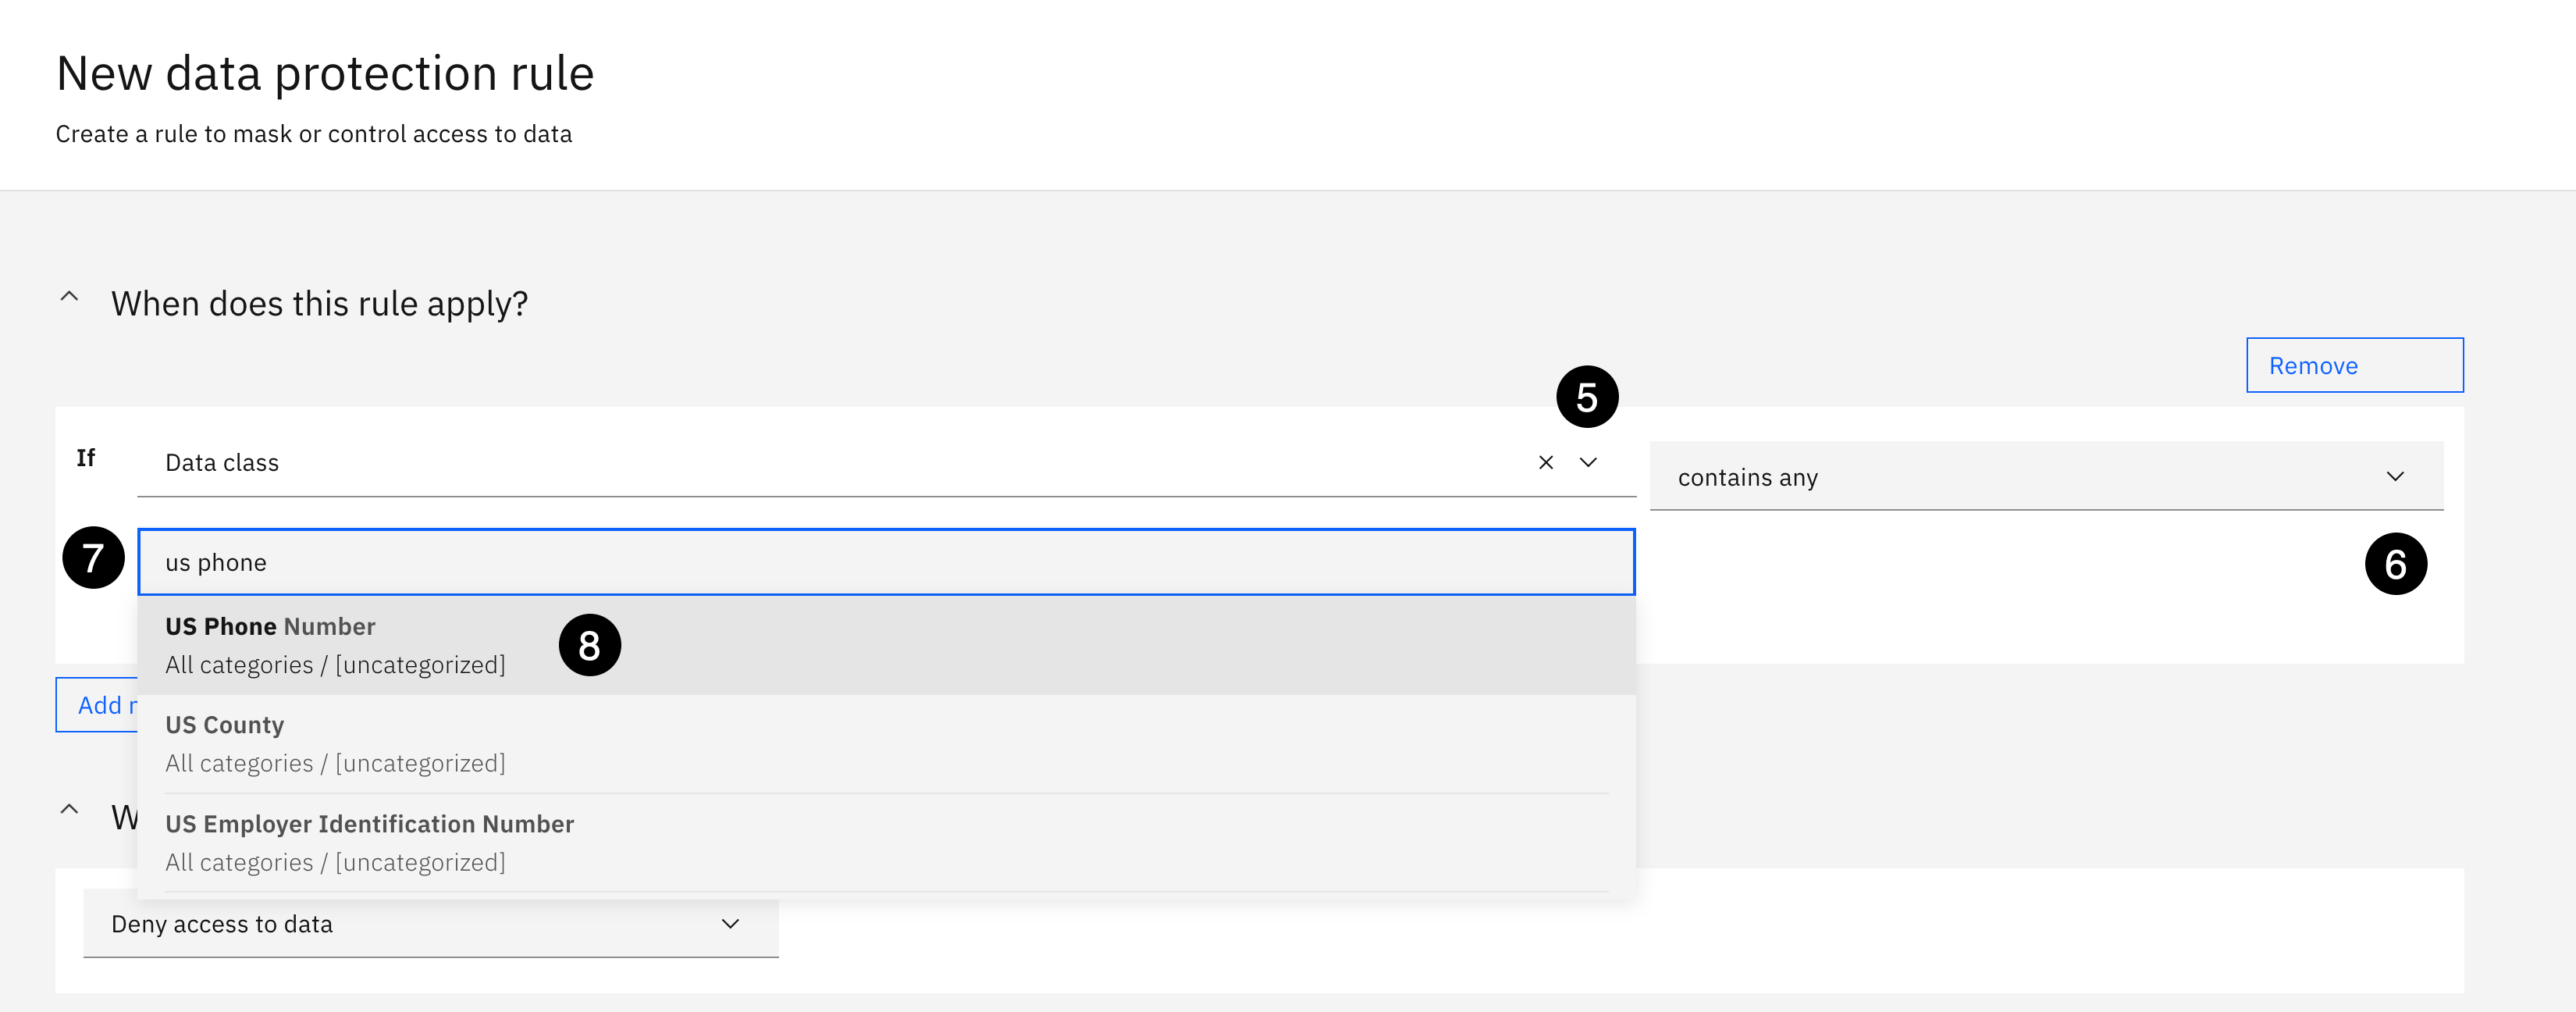 New data protection rule
Create a rule to mask or control access to data
When does this rule apply?
Remove
5
If
Data class
contains any
7
us phone
6
US Phone Number
8
All categories / [uncategorized]
Add
US County
All categories / [uncategorized]
US Employer Identification Number
All categories / [uncategorized]
Deny access to data